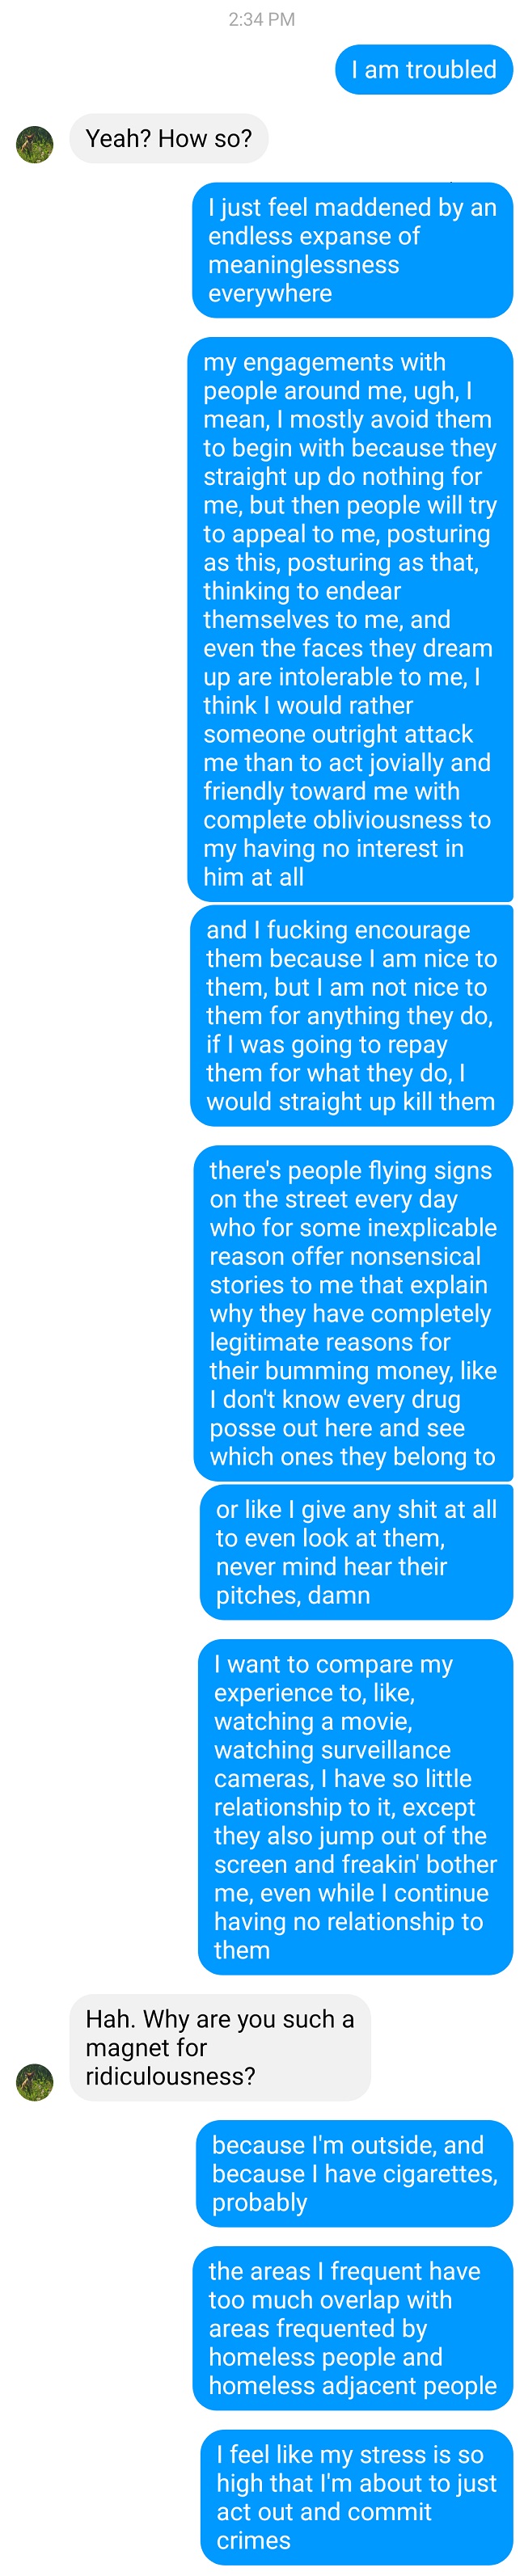 2:34 PM
I am troubled
Yeah? How so?
I just feel maddened by an
endless expanse of
meaninglessness
everywhere
my engagements with
people around me, ugh, I
mean, I mostly avoid them
to begin with because they
straight up do nothing for
me, but then people will try
to appeal to me, posturing
as this, posturing as that,
thinking to endear
themselves to me, and
even the faces they dream
up are intolerable to me, I
think I would rather
someone outright attack
me than to act jovially and
friendly toward me with
complete obliviousness to
my having no interest in
him at all
and I fucking encourage
them because I am nice to
them, but I am not nice to
them for anything they do,
if I was going to repay
them for what they do, I
would straight up kill them
there's people flying signs
on the street every day
who for some inexplicable
reason offer nonsensical
stories to me that explain
why they have completely
legitimate reasons for
their bumming money, like
I don't know every drug
posse out here and see
which ones they belong to
or like I give any shit at all
to even look at them,
never mind hear their
pitches, damn
I want to compare my
experience to, like,
watching a movie,
watching surveillance
cameras, I have so little
relationship to it, except
they also jump out of the
screen and freakin' bother
me, even while I continue
having no relationship to
them
Hah. Why are you such a
magnet for
ridiculousness?
because I'm outside, and
because I have cigarettes,
probably
the areas I frequent have
too much overlap with
areas frequented by
homeless people and
homeless adjacent people
I feel like my stress is so
high that I'm about to just
act out and commit
crimes